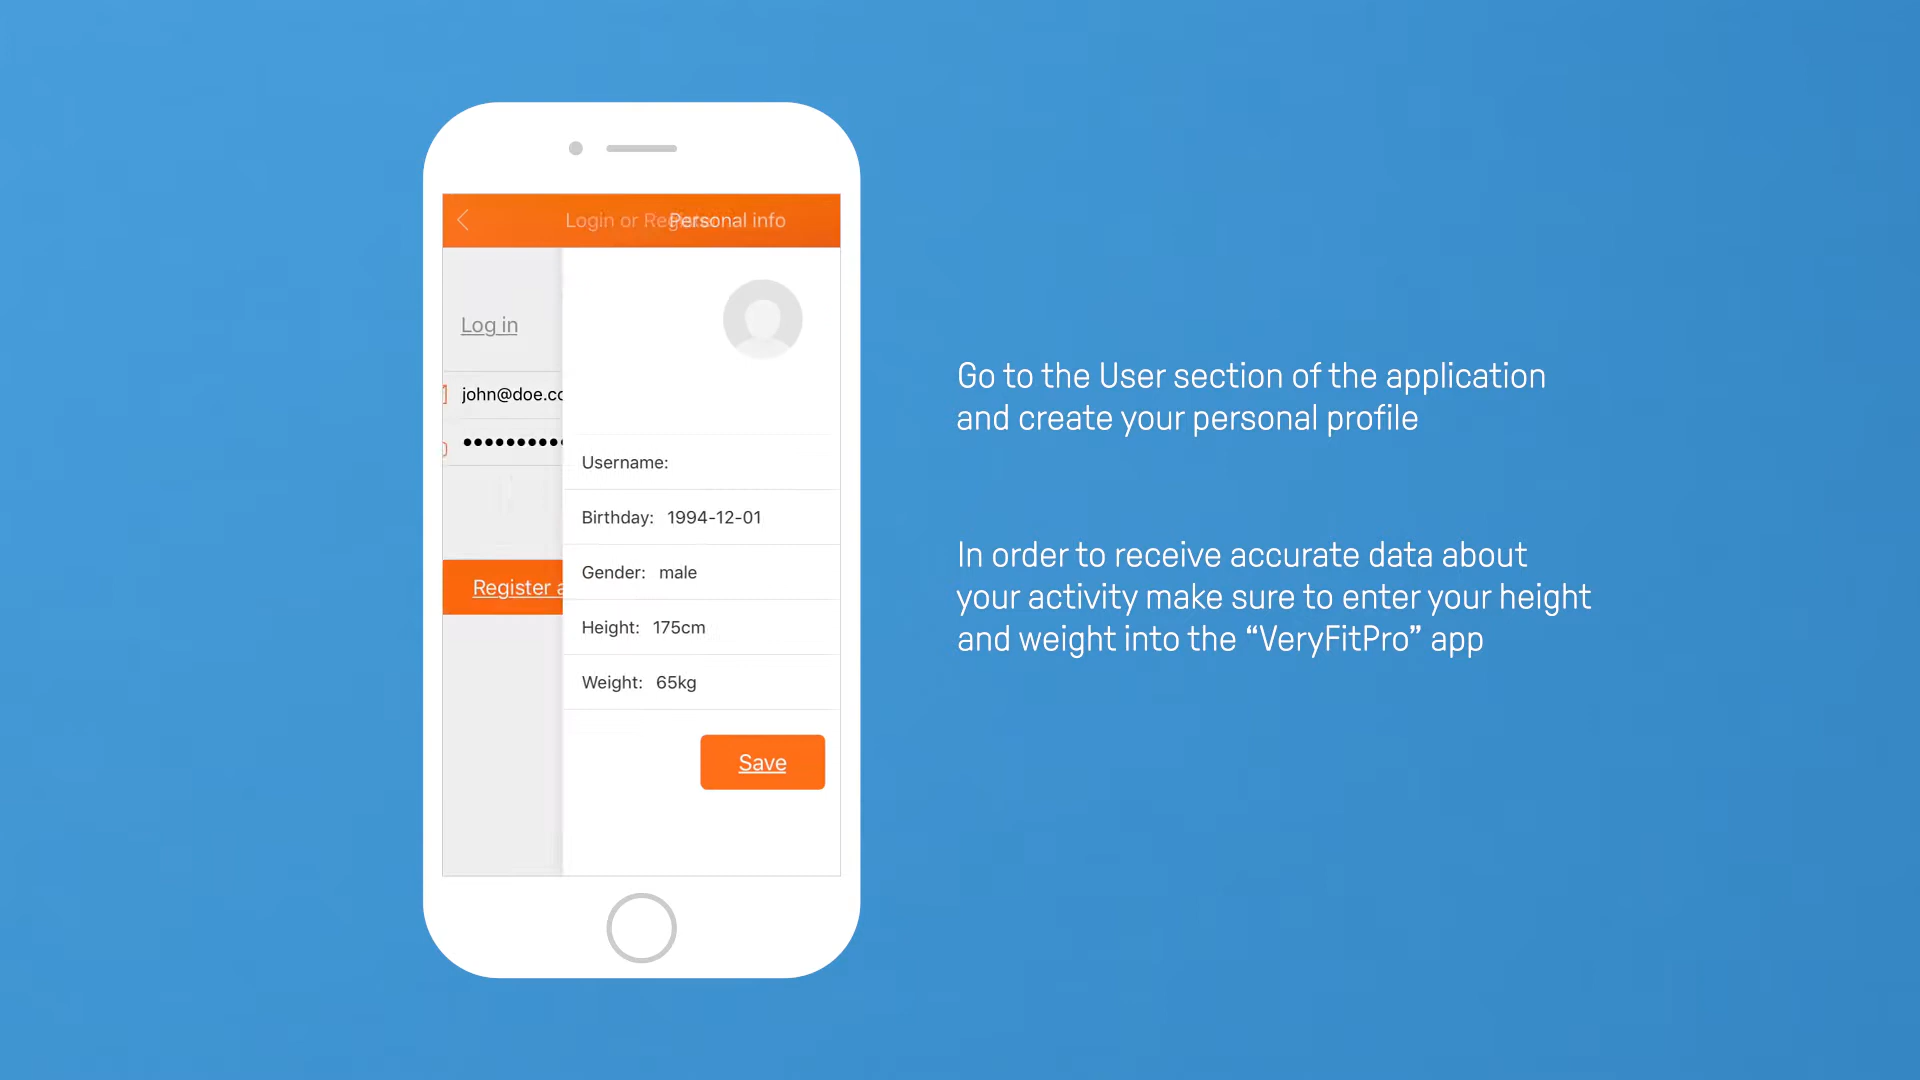 Login or Register
Personal info
Log in
john@doe.co
Register a
Username:
Birthday: 1994-12-01
Gender: male
Height: 175cm
Weight: 65kg
Save
Go to the User section of the application
and create your personal profile
In order to receive accurate data about
your activity make sure to enter your height
and weight into the “VeryFitPro” app